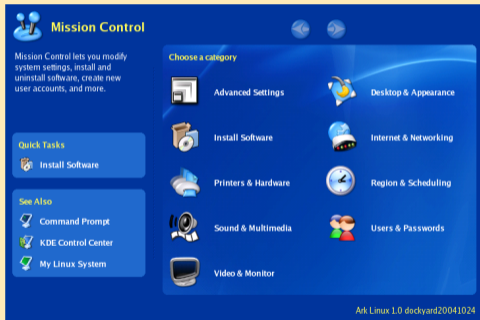 Mission Control
Mission Control lets you modify
system settings, install and
uninstall software, create new
user accounts, and more.
Quick Tasks
Install Software
See Also
Command Prompt
KDE Control Center
My Linux System
Choose a category
Advanced Settings
Desktop & Appearance
Install Software
Internet & Networking
Printers & Hardware
Region & Scheduling
Sound & Multimedia
Users & Passwords
Video & Monitor
Ark Linux 1.0 dockyard20041024